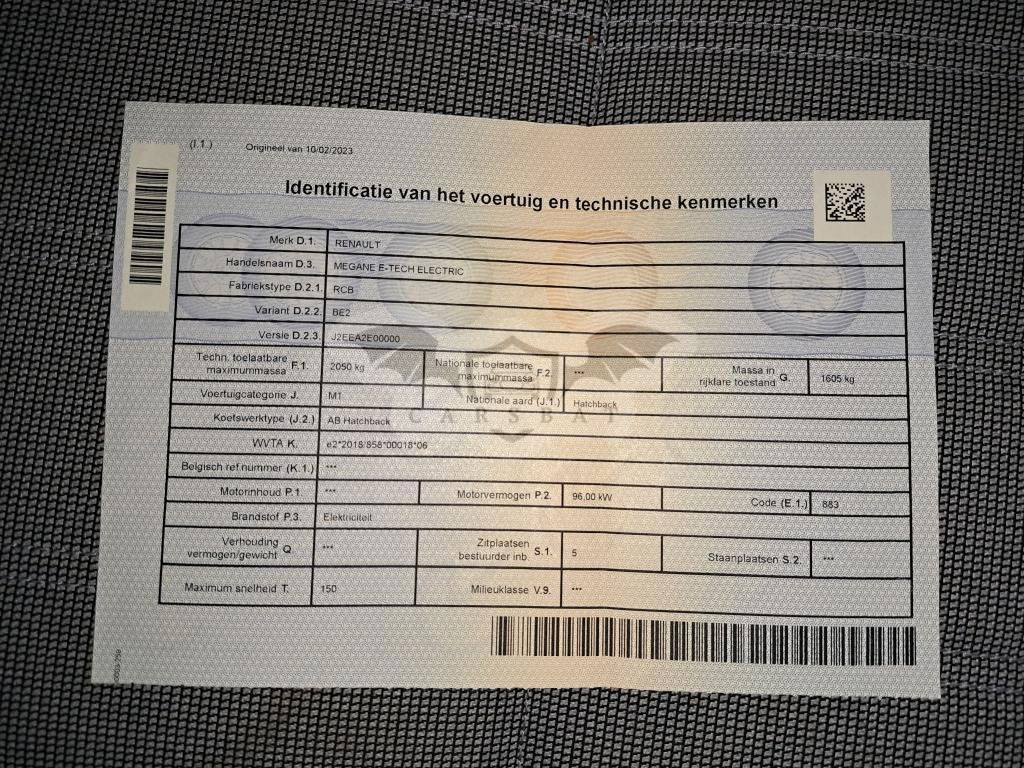 (I.1.) Origineel van 10/02/2023
Identificatie van het voertuig en technische kenmerken
Merk D.1. RENAULT
Handelsnaam D.3. MEGANE E-TECH ELECTRIC
Fabriekstype D.2.1. RCB
Variant D.2.2. BE2
Versie D.2.3. J2EEA2E00000
Techn. toelaatbare maximummassa F.1. 2050 kg Nationale toelaatbare maximummassa F.2. *** Massa in rijklare toestand G. 1605 kg
Voertuigcategorie J. M1 Nationale aard (J.1.) Hatchback
Koetswerktype (J.2.) AB Hatchback
CARSBAT
WVTA K. e2*2018/858*00018*06
Belgisch ref nummer (K.1.) ***
Motorinhoud P.1. *** Motorvermogen P.2. 96,00 kW Code (E.1.) 883
Brandstof P.3. Elektriciteit
Verhouding vermogen/gewicht Q. *** Zitplaatsen bestuurder inb. S.1. 5 Staanplaatsen S.2. ***
Maximum snelheid T. 150 Milieuklasse V.9. ***